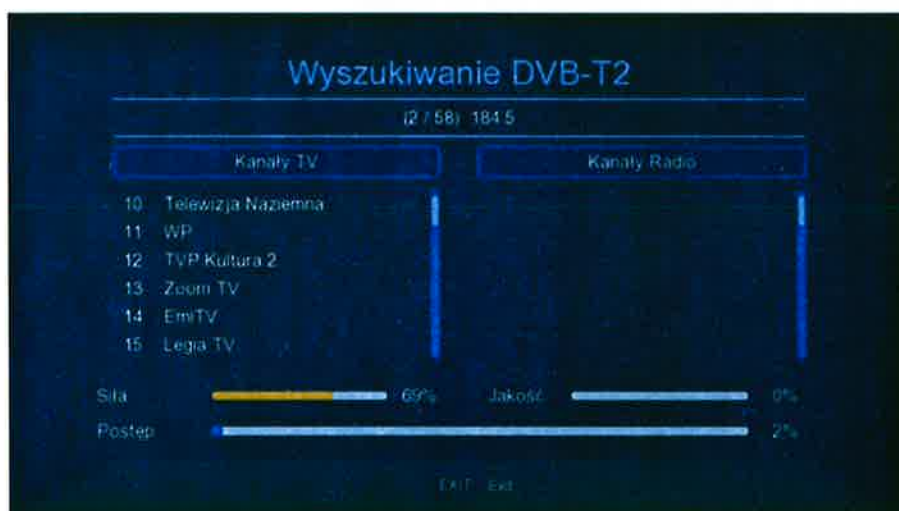 Wyszukiwanie DVB-T2
(2 / 58) 184.5
Kanały TV
Kanały Radio
10 Telewizja Naziemna
11 WP
12 TVP Kultura 2
13 Zoom TV
14 EmiTV
15 Legia TV
Siła 69% Jakość 0%
Postęp 2%
EXIT Exit